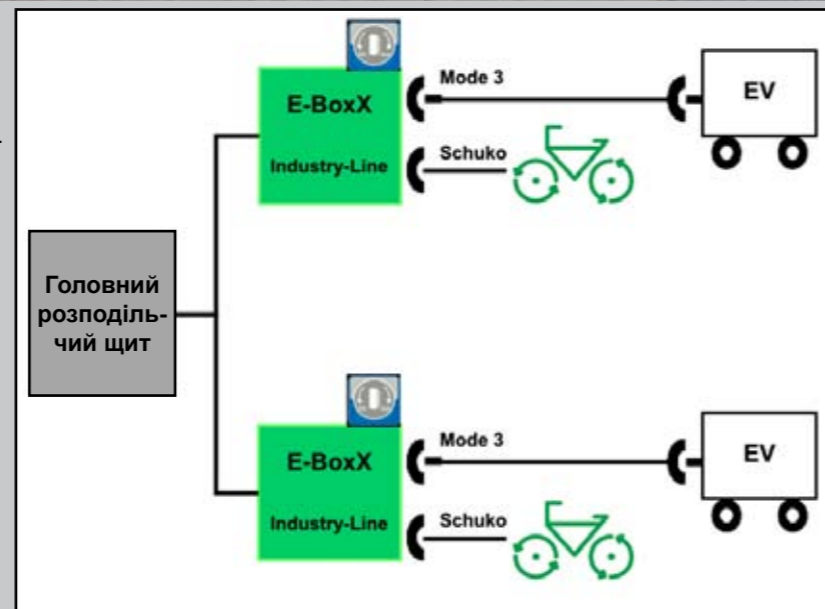 Mode 3
E-BoxX
EV
Schuko
Industry-Line
Головний
розподіль-
чий щит
Mode 3
E-BoxX
EV
Schuko
Industry-Line